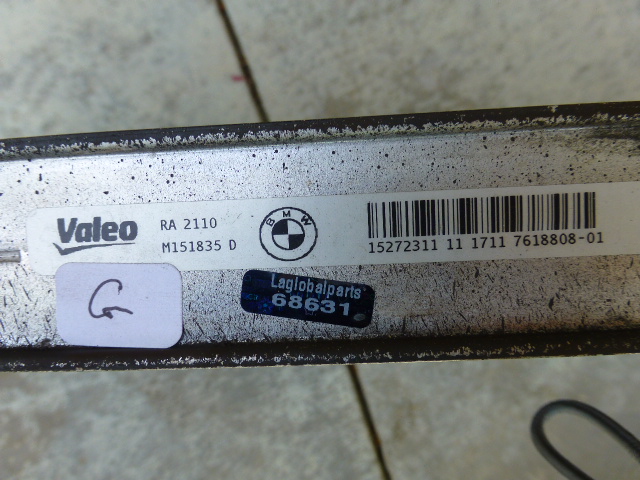 Valeo
RA 2110
M151835 D
BMW
15272311 11 1711 7618808-01
G
Laglobalparts
68631